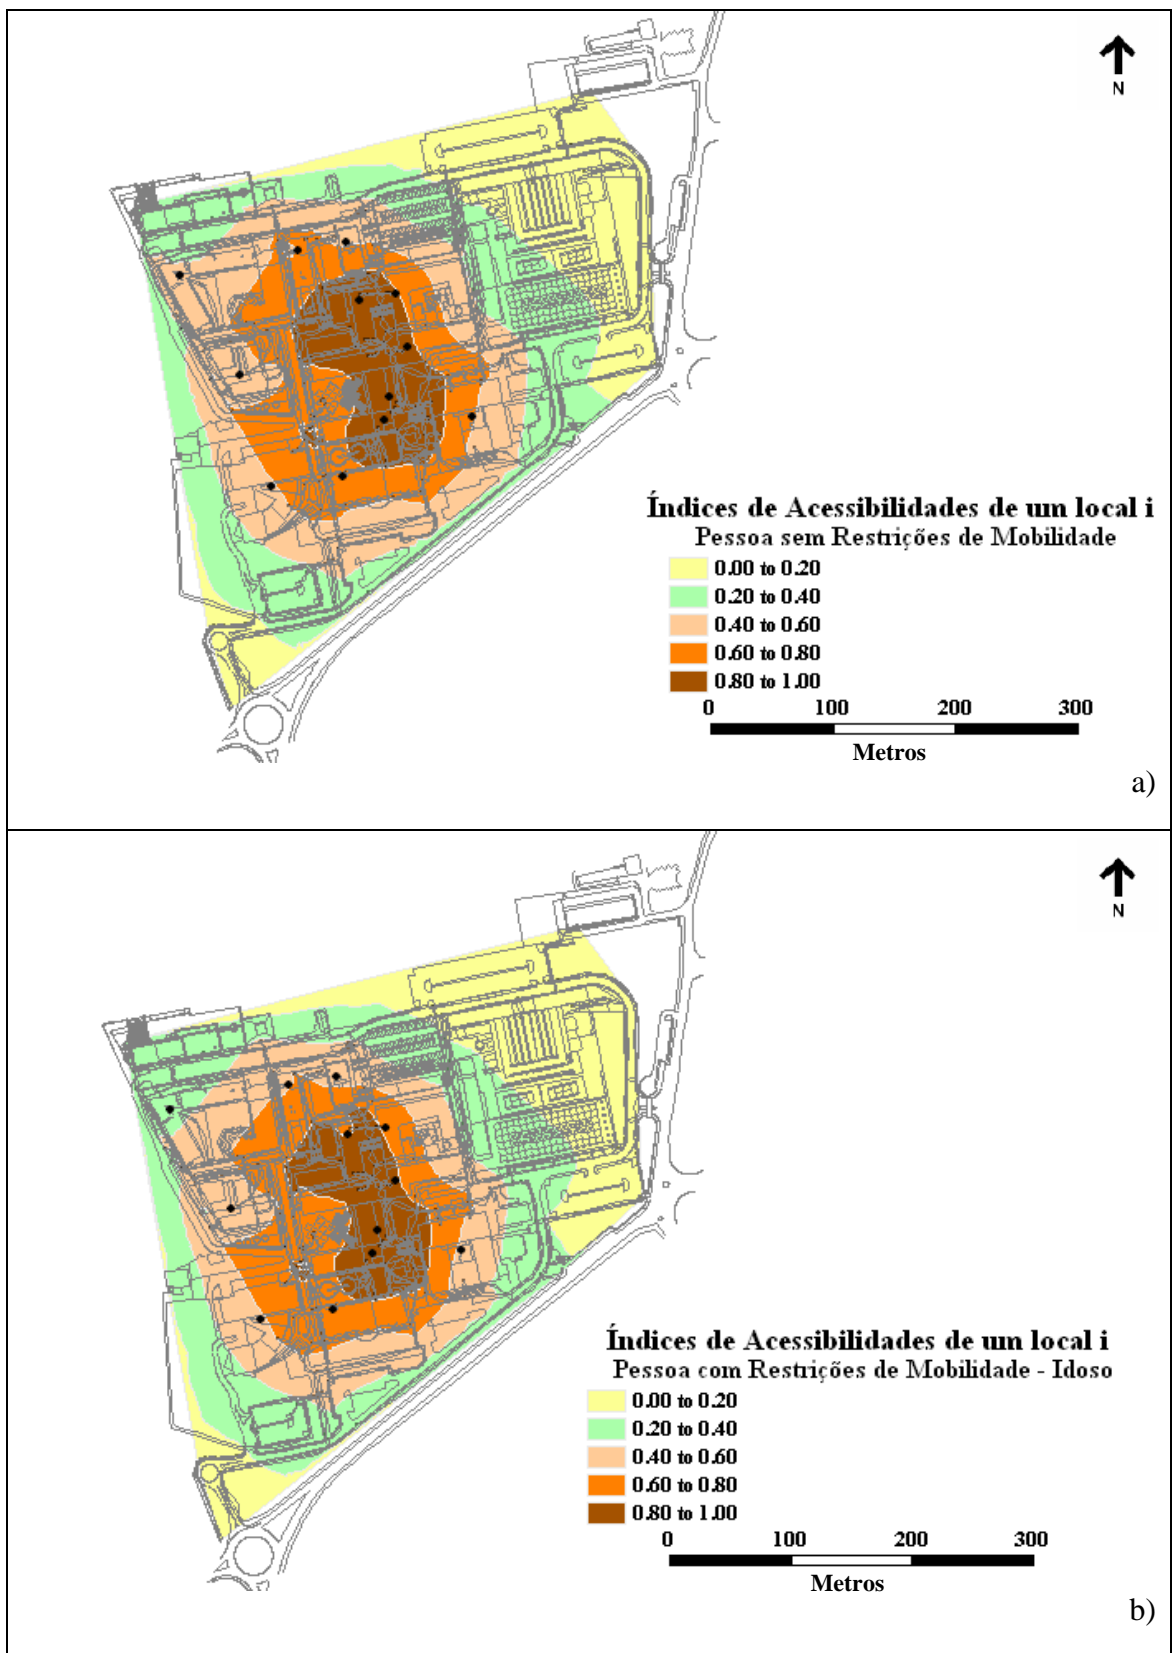 N
Índices de Acessibilidades de um local i
Pessoa sem Restrições de Mobilidade
0.00 to 0.20
0.20 to 0.40
0.40 to 0.60
0.60 to 0.80
0.80 to 1.00
0 100 200 300
Metros
a)
N
Índices de Acessibilidades de um local i
Pessoa com Restrições de Mobilidade - Idoso
0.00 to 0.20
0.20 to 0.40
0.40 to 0.60
0.60 to 0.80
0.80 to 1.00
0 100 200 300
Metros
b)